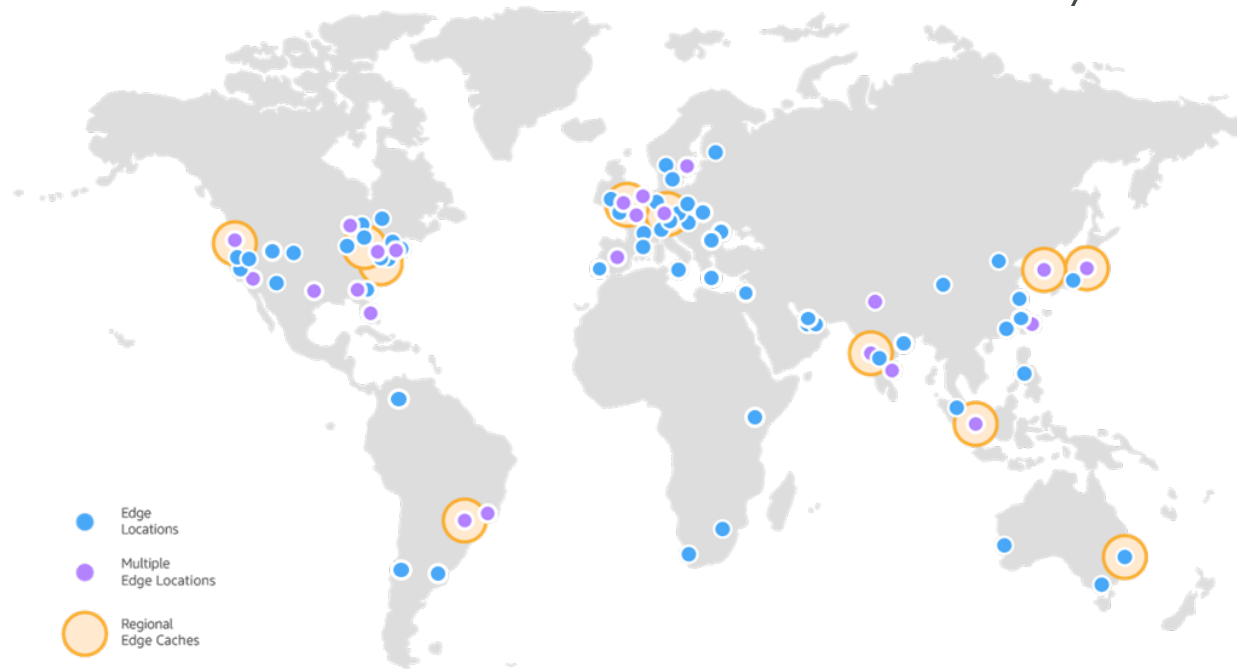 Edge
Locations
Multiple
Edge Locations
Regional
Edge Caches